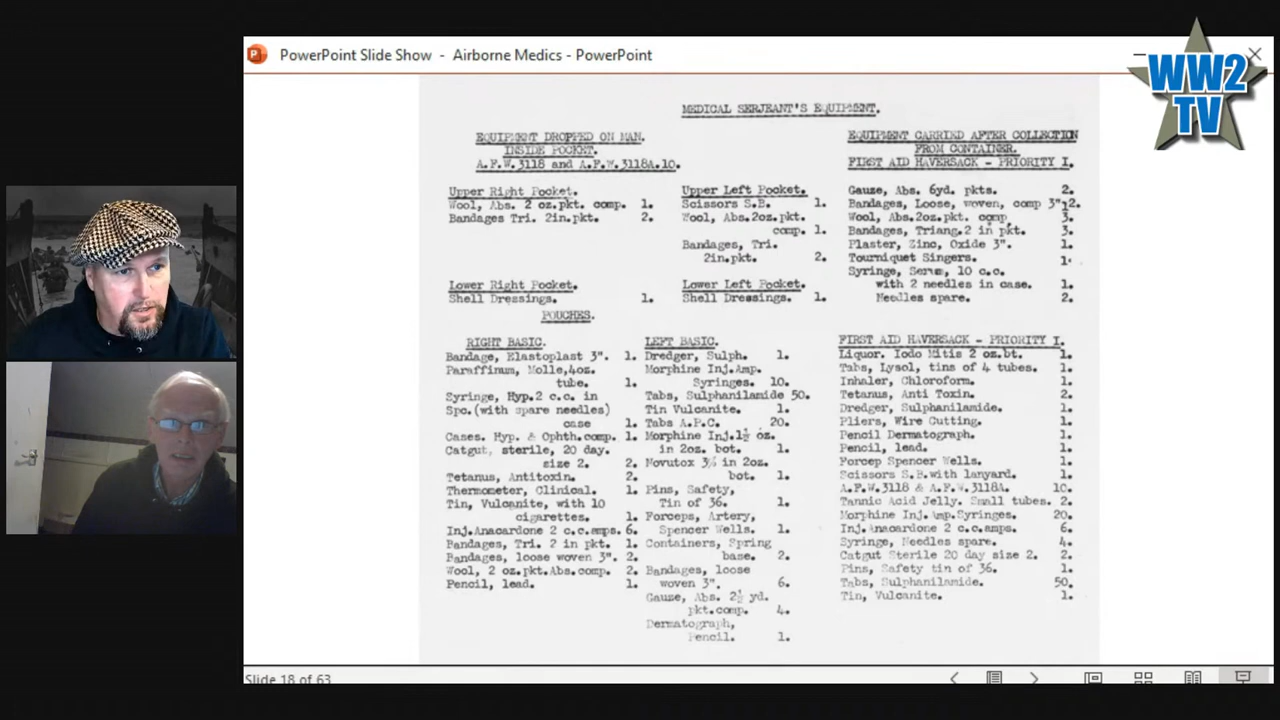 PowerPoint Slide Show - Airborne Medics - PowerPoint
WW2
TV
MEDICAL SERJEANT'S EQUIPMENT.
EQUIPMENT DROPPED ON MAN.
INSIDE POCKET.
A.F.W.3118 and A.F.W.3118A.10.
Upper Right Pocket.
Wool, Abs. 2 oz.pkt. comp. 1.
Bandages Tri. 2in.pkt. 2.
Upper Left Pocket.
Scissors S.B. 1.
Wool, Abs.2oz.pkt.
comp. 1.
Bandages, Tri.
2in.pkt. 2.
Lower Right Pocket.
Shell Dressings. 1.
Lower Left Pocket.
Shell Dressings. 1.
POUCHES.
RIGHT BASIC.
Bandage, Elastoplast 3". 1.
Paraffinum, Molle,4oz.
tube. 1.
Syringe, Hyp.2 c.c. in
Spc.(with spare needles)
case 1.
Cases. Hyp. & Ophth.comp. 1.
Catgut, sterile, 20 day.
size 2. 2.
Tetanus, Antitoxin. 2.
Thermometer, Clinical. 1.
Tin, Vulcanite, with 10
cigarettes. 1.
Inj.Anacardone 2 c.c.amps. 6.
Bandages, Tri. 2 in pkt. 1.
Bandages, loose woven 3". 2.
Wool, 2 oz.pkt.Abs.comp. 2.
Pencil, lead. 1.
LEFT BASIC.
Dredger, Sulph. 1.
Morphine Inj.Amp.
Syringes. 10.
Tabs, Sulphanilamide 50.
Tin Vulcanite. 1.
Tabs A.P.C. 20.
Morphine Inj.1½ oz.
in 2oz. bot. 1.
Novutox 3% in 2oz.
bot. 1.
Pins, Safety,
Tin of 36. 1.
Forceps, Artery,
Spencer Wells. 1.
Containers, Spring
base. 2.
Bandages, loose
woven 3". 6.
Gauze, Abs. 2½ yd.
pkt.comp. 4.
Dermatograph,
Pencil. 1.
EQUIPMENT CARRIED AFTER COLLECTION
FROM CONTAINER.
FIRST AID HAVERSACK - PRIORITY I.
Gauze, Abs. 6yd. pkts. 2.
Bandages, Loose, woven, comp 3".12.
Wool, Abs.2oz.pkt. comp. 3.
Bandages, Triang.2 in pkt. 3.
Plaster, Zinc, Oxide 3". 1.
Tourniquet Singers. 1.
Syringe, Serum, 10 c.c.
with 2 needles in case. 1.
Needles spare. 2.
FIRST AID HAVERSACK - PRIORITY I.
Liquor. Iodo Mitis 2 oz.bt. 1.
Tabs, Lysol, tins of 4 tubes. 1.
Inhaler, Chloroform. 1.
Tetanus, Anti Toxin. 2.
Dredger, Sulphanilamide. 1.
Pliers, Wire Cutting. 1.
Pencil Dermatograph. 1.
Pencil, lead. 1.
Forcep Spencer Wells. 1.
Scissors S.B.with lanyard. 1.
A.F.W.3118 & A.F.W.3118A. 10.
Tannic Acid Jelly. Small tubes. 2.
Morphine Inj.Amp.Syringes. 20.
Inj.Anacardone 2 c.c.amps. 6.
Syringe, Needles spare. 4.
Catgut Sterile 20 day size 2. 2.
Pins, Safety tin of 36. 1.
Tabs, Sulphanilamide. 50.
Tin, Vulcanite. 1.
Slide 18 of 63